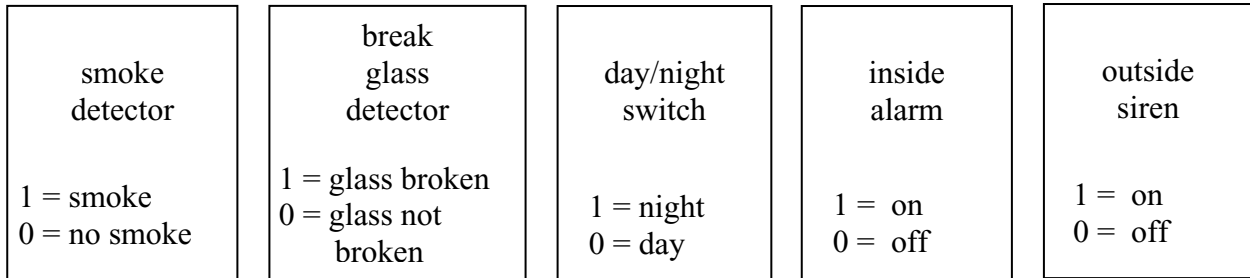 smoke
detector
1 = smoke
0 = no smoke
break
glass
detector
1 = glass broken
0 = glass not
broken
day/night
switch
1 = night
0 = day
inside
alarm
1 = on
0 = off
outside
siren
1 = on
0 = off